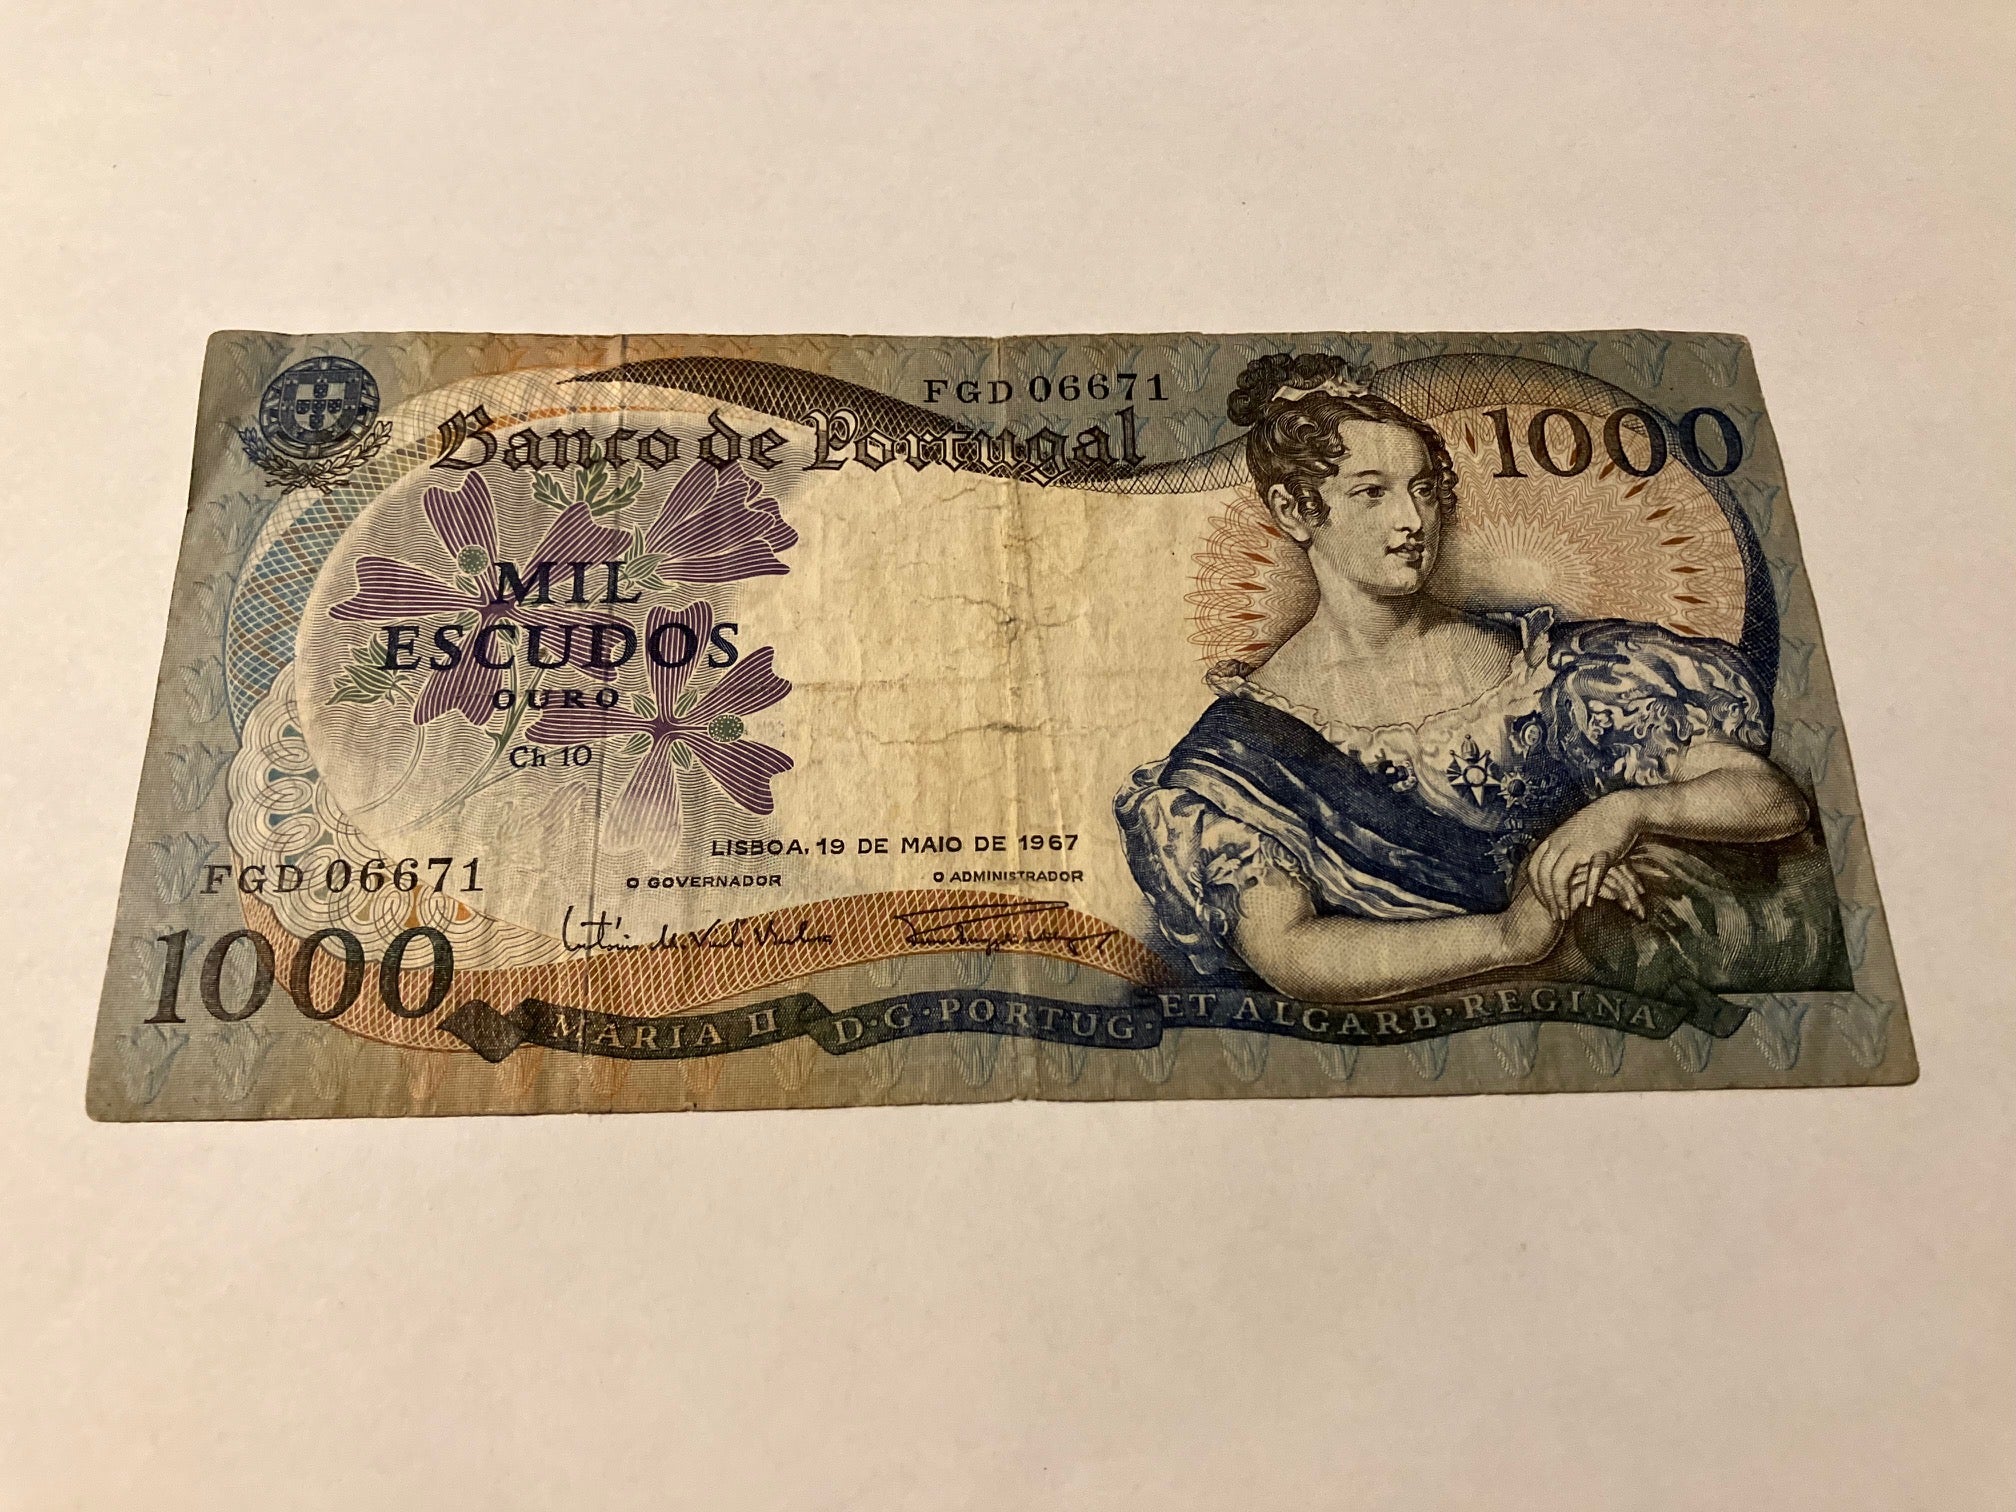 FGD 06671
Banco de Portugal
1000
MIL
ESCUDOS
OURO
Ch 10
LISBOA, 19 DE MAIO DE 1967
O GOVERNADOR
O ADMINISTRADOR
FGD 06671
1000
MARIA II D·G·PORTUG·ET ALGARB·REGINA